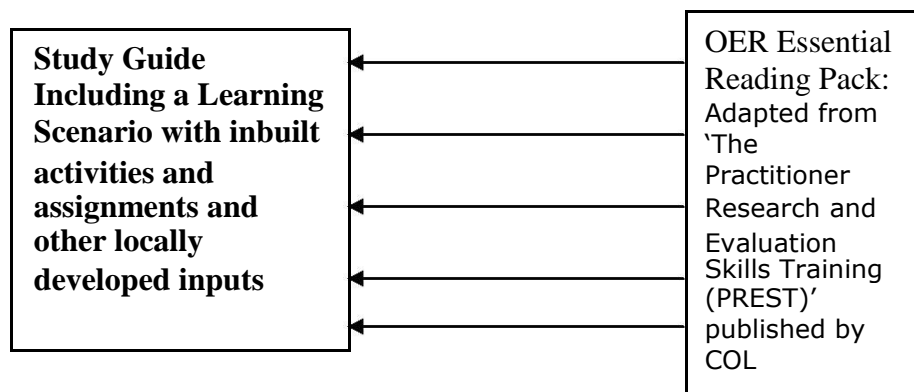 Study Guide
Including a Learning
Scenario with inbuilt
activities and
assignments and
other locally
developed inputs
OER Essential
Reading Pack:
Adapted from
‘The
Practitioner
Research and
Evaluation
Skills Training
(PREST)’
published by
COL